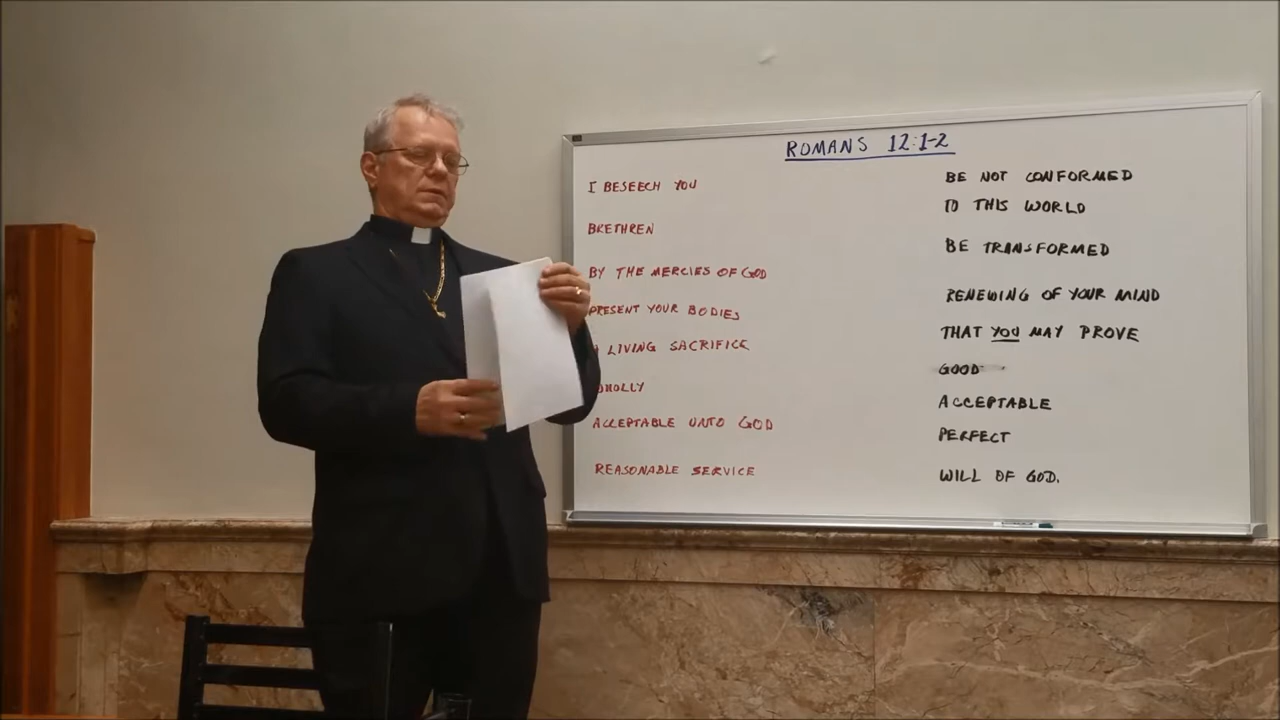 ROMANS 12:1-2
I BESEECH YOU
BRETHREN
BY THE MERCIES OF GOD
PRESENT YOUR BODIES
LIVING SACRIFICE
ACCEPTABLE UNTO GOD
REASONABLE SERVICE
BE NOT CONFORMED
TO THIS WORLD
BE TRANSFORMED
RENEWING OF YOUR MIND
THAT YOU MAY PROVE
GOOD
ACCEPTABLE
PERFECT
WILL OF GOD.